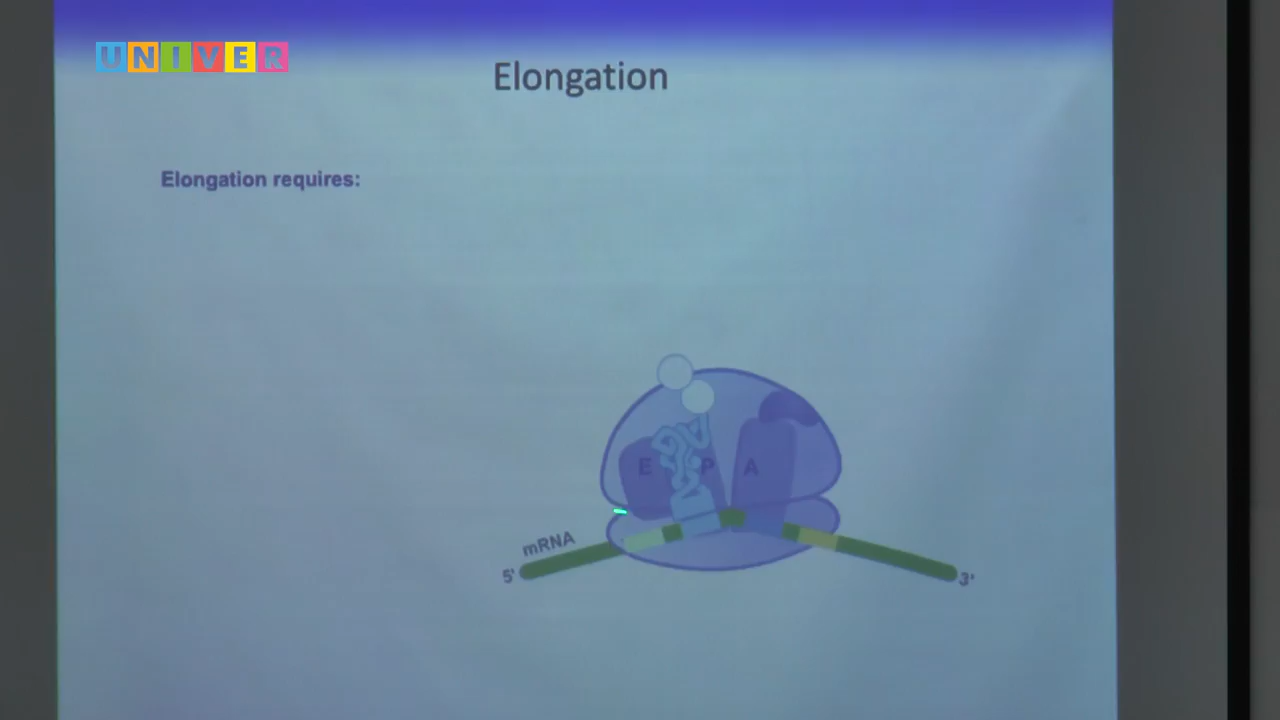 UNIVER
Elongation
Elongation requires:
E P A
mRNA
5' 3'